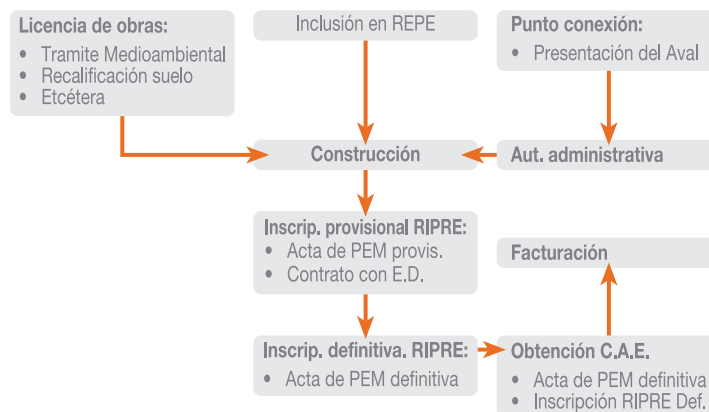 Licencia de obras:
• Tramite Medioambiental
• Recalificación suelo
• Etcétera
Inclusión en REPE
Punto conexión:
• Presentación del Aval
Construcción
Aut. administrativa
Inscrip. provisional RIPRE:
• Acta de PEM provis.
• Contrato con E.D.
Facturación
Inscrip. definitiva. RIPRE:
• Acta de PEM definitiva
Obtención C.A.E.
• Acta de PEM definitiva
• Inscripción RIPRE Def.